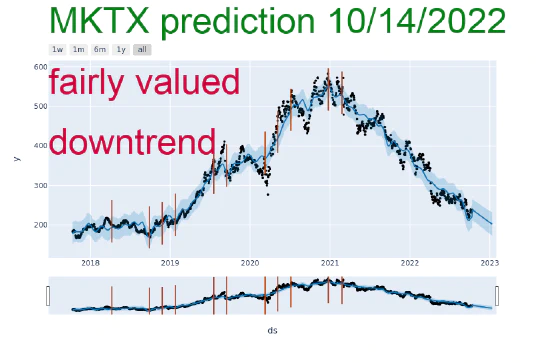 MKTX prediction 10/14/2022
1w 1m 6m 1y all
fairly valued
downtrend
600
500
400
300
200
y
2018 2019 2020 2021 2022 2023
ds